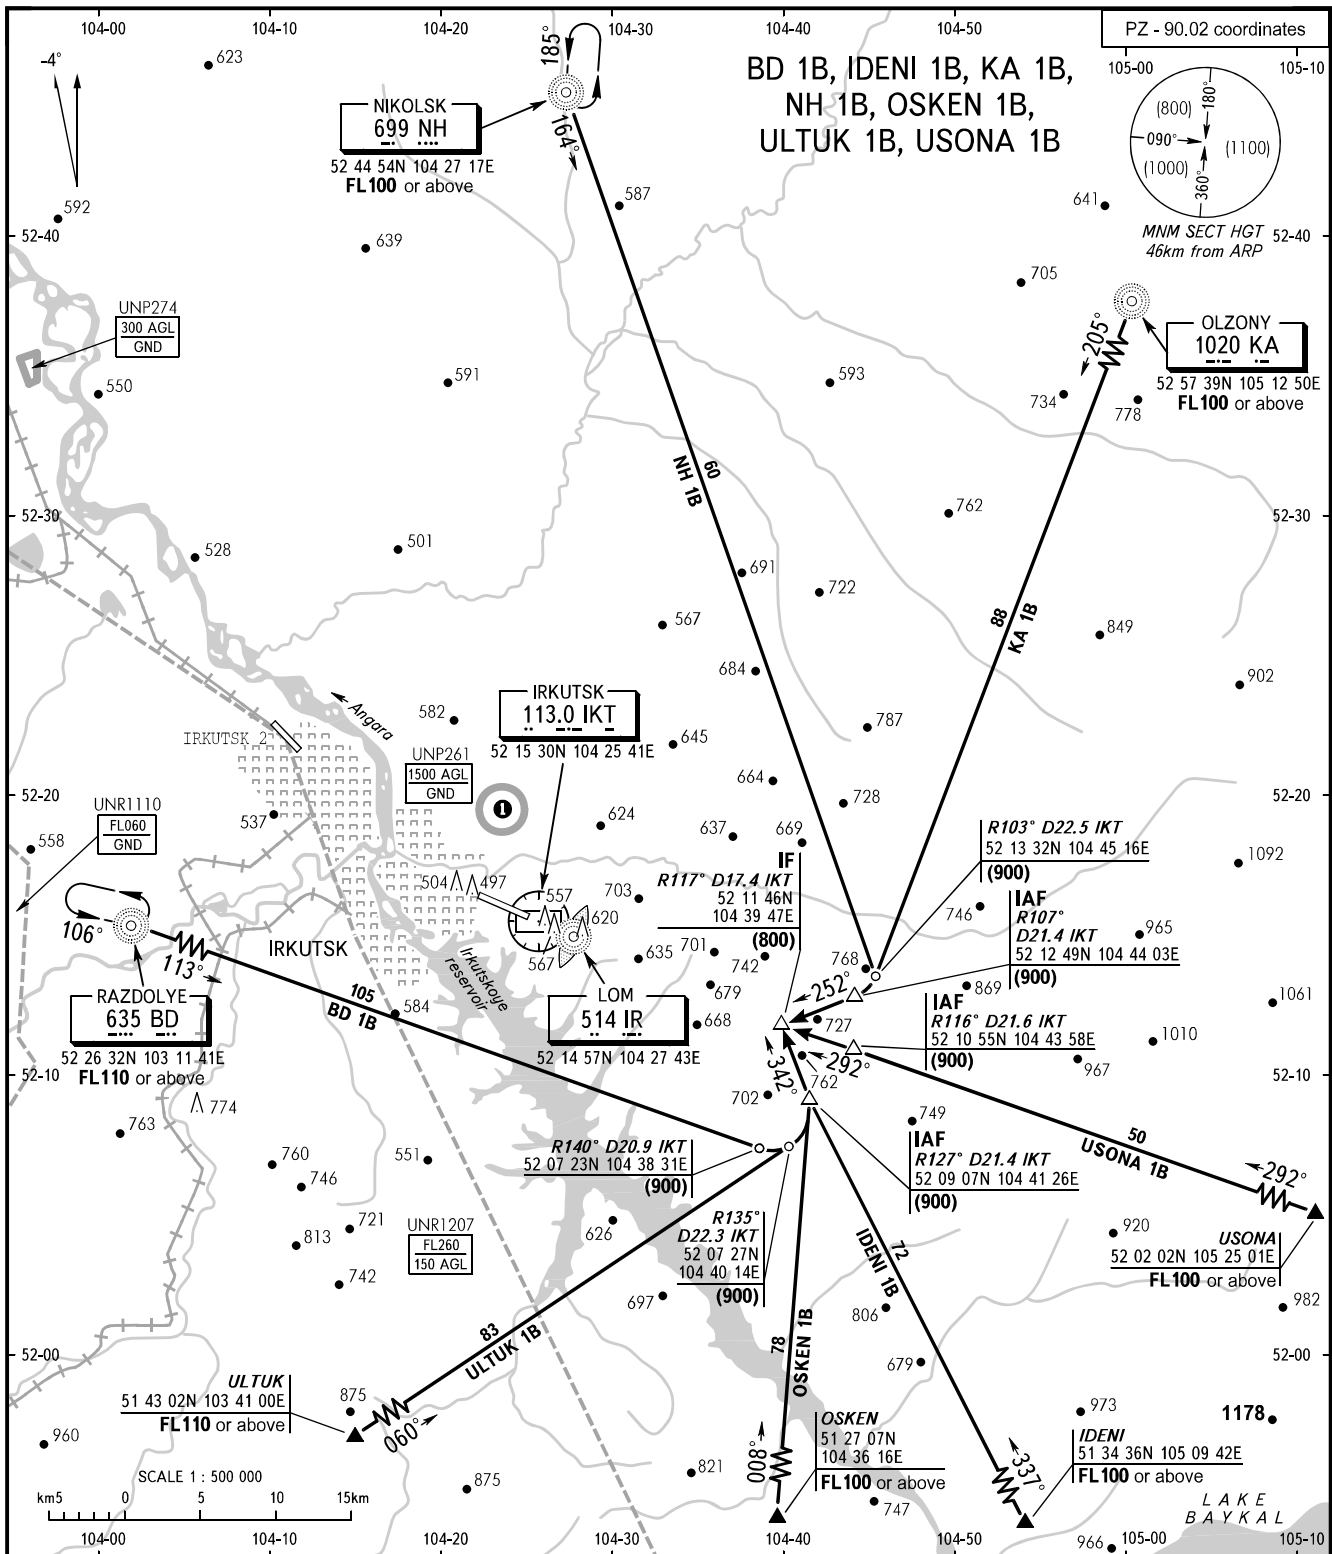 104-00
104-10
104-20
104-30
104-40
104-50
PZ - 90.02 coordinates
105-00
105-10
-4°
623
185°
BD 1B, IDENI 1B, KA 1B,
NH 1B, OSKEN 1B,
ULTUK 1B, USONA 1B
NIKOLSK
699 NH
52 44 54N 104 27 17E
FL100 or above
164°
(800)
180°
090°
(1100)
(1000)
360°
MNM SECT HGT
46km from ARP
592
587
641
52-40
639
52-40
705
UNP274
300 AGL
GND
205°
OLZONY
1020 KA
52 57 39N 105 12 50E
FL100 or above
550
591
593
734
778
60
NH 1B
762
52-30
52-30
528
501
691
722
567
88
KA 1B
849
684
902
Angara
582
IRKUTSK
113.0 IKT
52 15 30N 104 25 41E
787
IRKUTSK 2
645
UNP261
1500 AGL
GND
664
52-20
52-20
UNR1110
FL060
GND
1
728
537
624
637
669
R103° D22.5 IKT
52 13 32N 104 45 16E
(900)
558
1092
IF
R117° D17.4 IKT
52 11 46N
104 39 47E
(800)
504
497
557
703
620
746
IAF
R107°
D21.4 IKT
52 12 49N 104 44 03E
(900)
965
106°
113°
IRKUTSK
Irkutskoye
reservoir
567
635
701
742
768
RAZDOLYE
635 BD
52 26 32N 103 11 41E
FL110 or above
105
BD 1B
584
LOM
514 IR
52 14 57N 104 27 43E
679
668
252°
869
1061
727
IAF
R116° D21.6 IKT
52 10 55N 104 43 58E
(900)
1010
52-10
342°
292°
967
52-10
774
702
762
763
749
50
USONA 1B
760
551
R140° D20.9 IKT
52 07 23N 104 38 31E
(900)
IAF
R127° D21.4 IKT
52 09 07N 104 41 26E
(900)
292°
746
721
UNR1207
FL260
150 AGL
626
R135°
D22.3 IKT
52 07 27N
104 40 14E
(900)
72
IDENI 1B
920
USONA
52 02 02N 105 25 01E
FL100 or above
813
742
697
806
982
52-00
83
ULTUK 1B
78
OSKEN 1B
679
52-00
ULTUK
51 43 02N 103 41 00E
FL110 or above
875
060°
973
1178
OSKEN
51 27 07N
104 36 16E
FL100 or above
IDENI
51 34 36N 105 09 42E
FL100 or above
960
008°
337°
SCALE 1 : 500 000
km5 0 5 10 15km
821
875
747
LAKE
BAYKAL
104-00
104-10
104-20
104-30
104-40
104-50
966
105-00
105-10